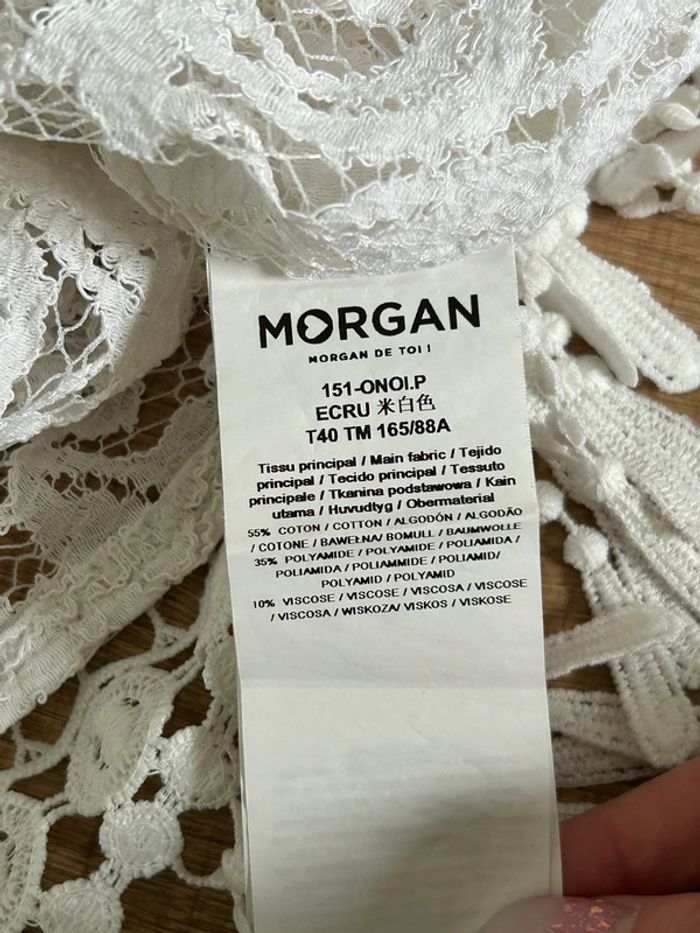 MORGAN
MORGAN DE TOI !
151-ONOI.P
ECRU 米白色
T40 TM 165/88A
Tissu principal / Main fabric / Tejido
principal / Tecido principal / Tessuto
principale / Tkanina podstawowa / Kain
utama / Huvudtyg / Obermaterial
55% COTON / COTTON / ALGODÓN / ALGODÃO
/ COTONE / BAWEŁNA/ BOMULL / BAUMWOLLE
35% POLYAMIDE / POLYAMIDE / POLIAMIDA /
POLIAMIDA / POLIAMMIDE / POLIAMID/
POLYAMID / POLYAMID
10% VISCOSE / VISCOSE / VISCOSA / VISCOSE
/ VISCOSA / WISKOZA/ VISKOS / VISKOSE